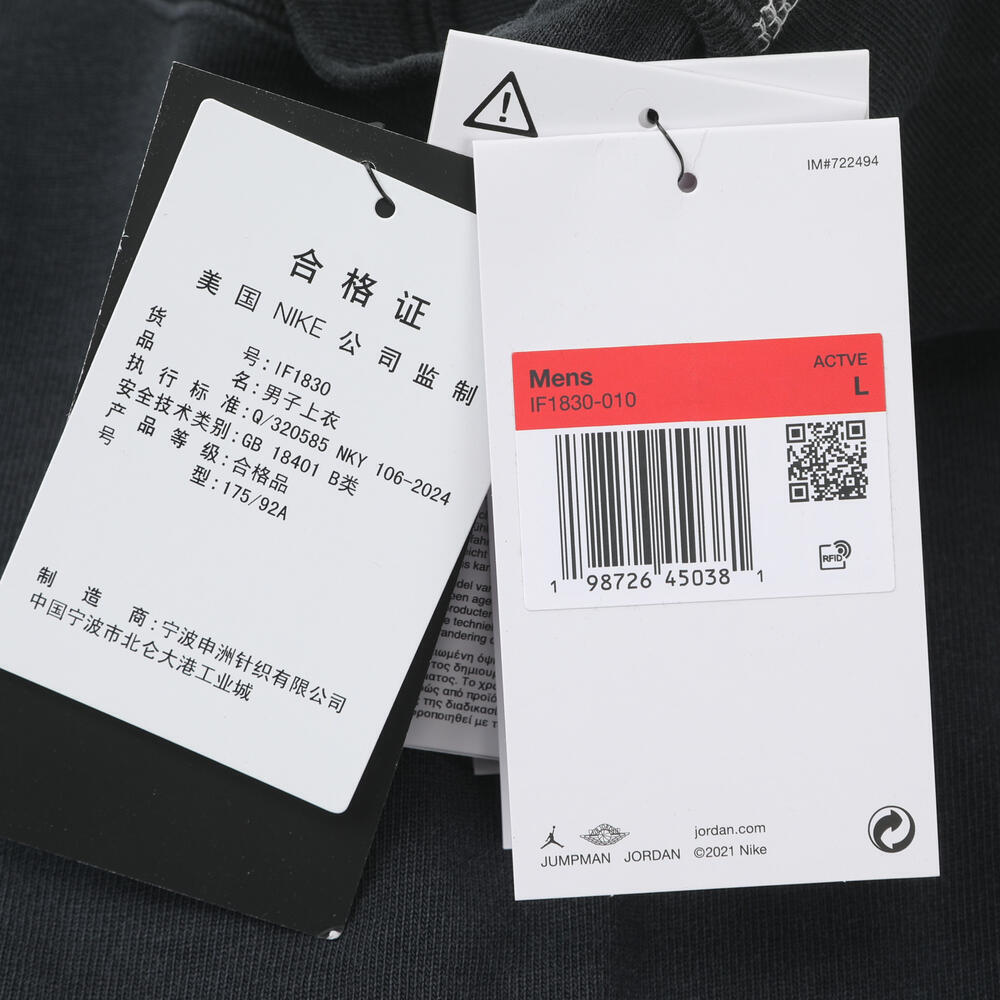 合格证
美国 NIKE 公司监制
货号:IF1830
品名:男子上衣
执行标准:Q/320585 NKY 106-2024
安全技术类别:GB 18401 B类
产品等级:合格品
号型:175/92A
制造商:宁波申洲针织有限公司
中国宁波市北仑大港工业城
IM#722494
Mens
IF1830-010
ACTVE
L
1 98726 45038 1
RFID
JUMPMAN
JORDAN
jordan.com
©2021 Nike